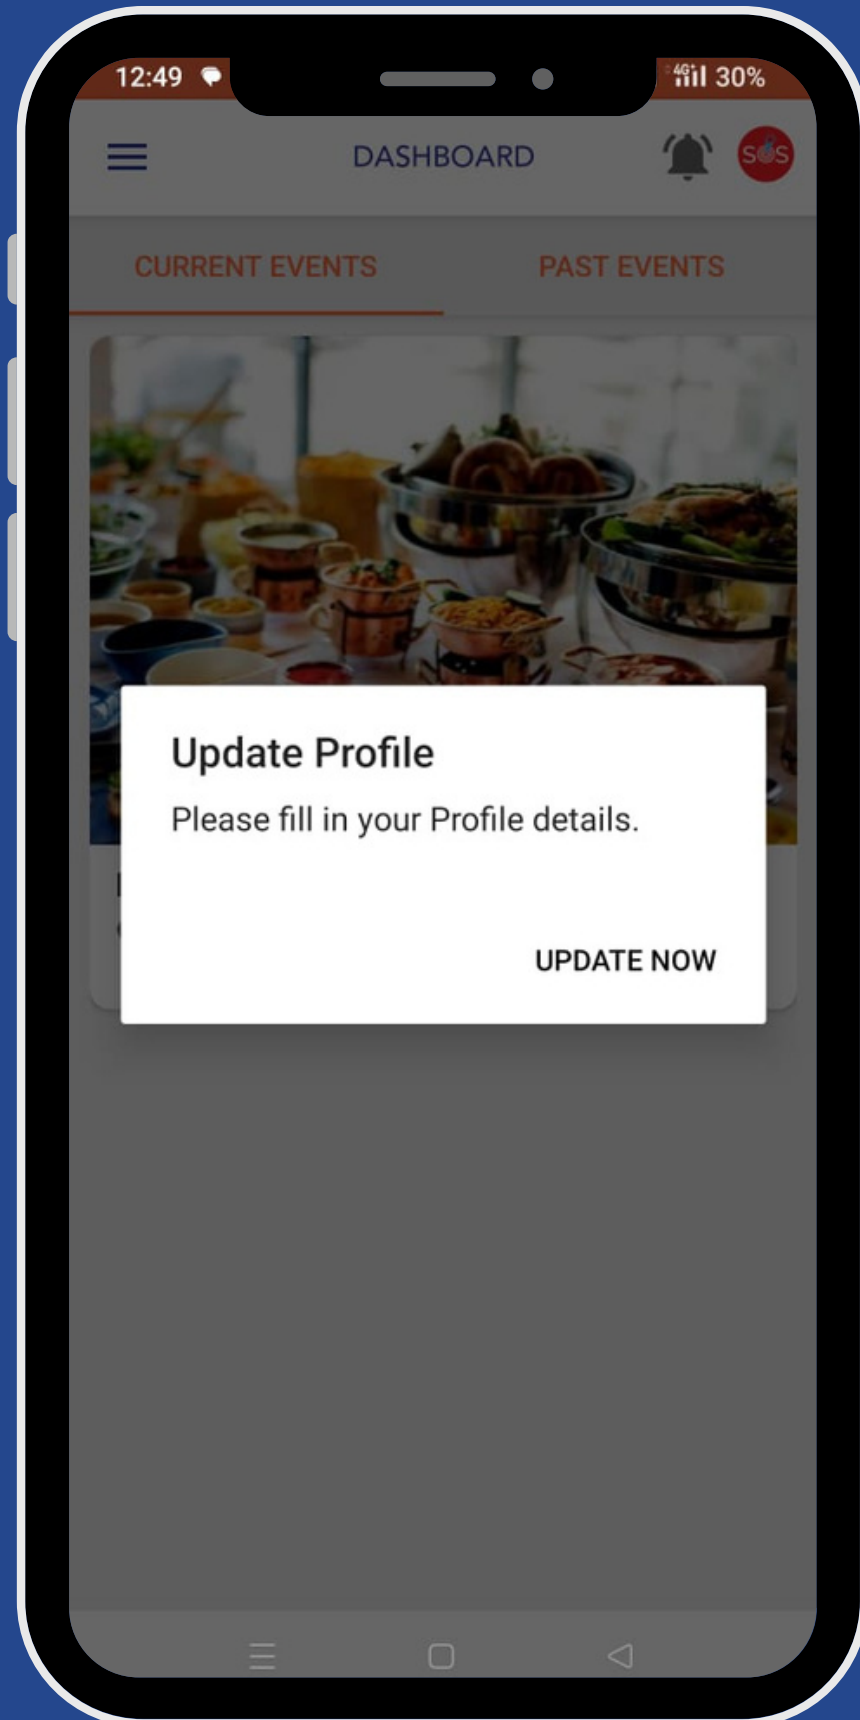 12:49
4G+ 30%
DASHBOARD
SOS
CURRENT EVENTS
PAST EVENTS
Update Profile
Please fill in your Profile details.
UPDATE NOW